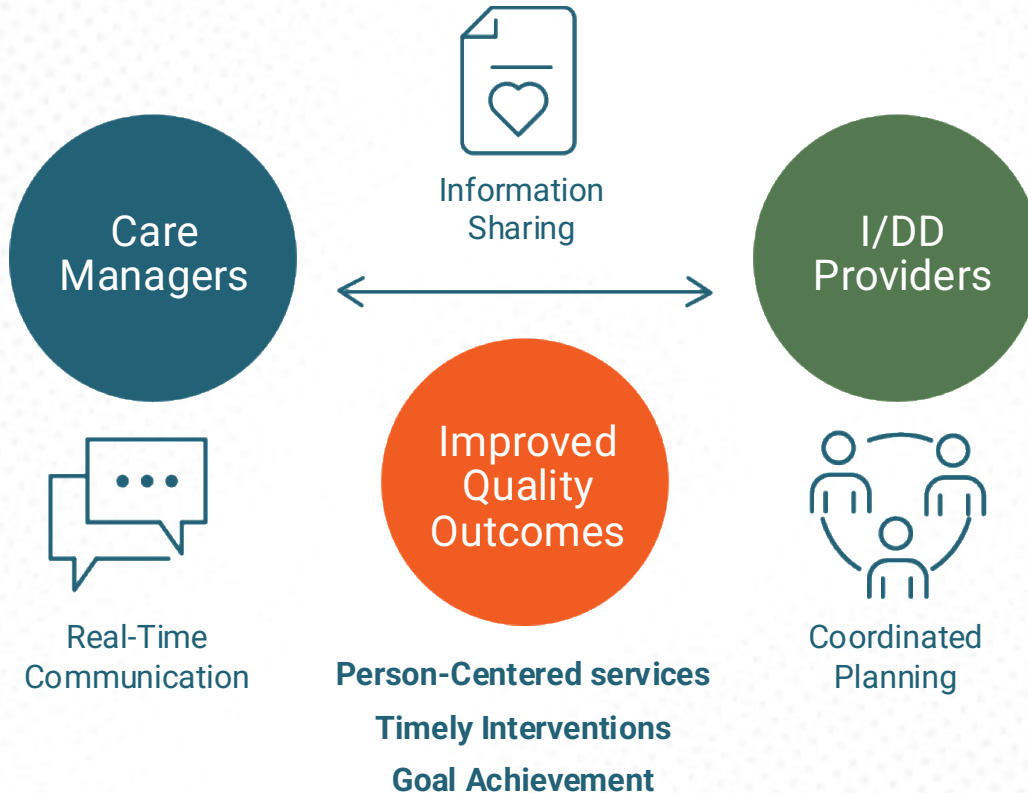 Information
Sharing
Care
Managers
I/DD
Providers
Improved
Quality
Outcomes
Real-Time
Communication
Coordinated
Planning
Person-Centered services
Timely Interventions
Goal Achievement